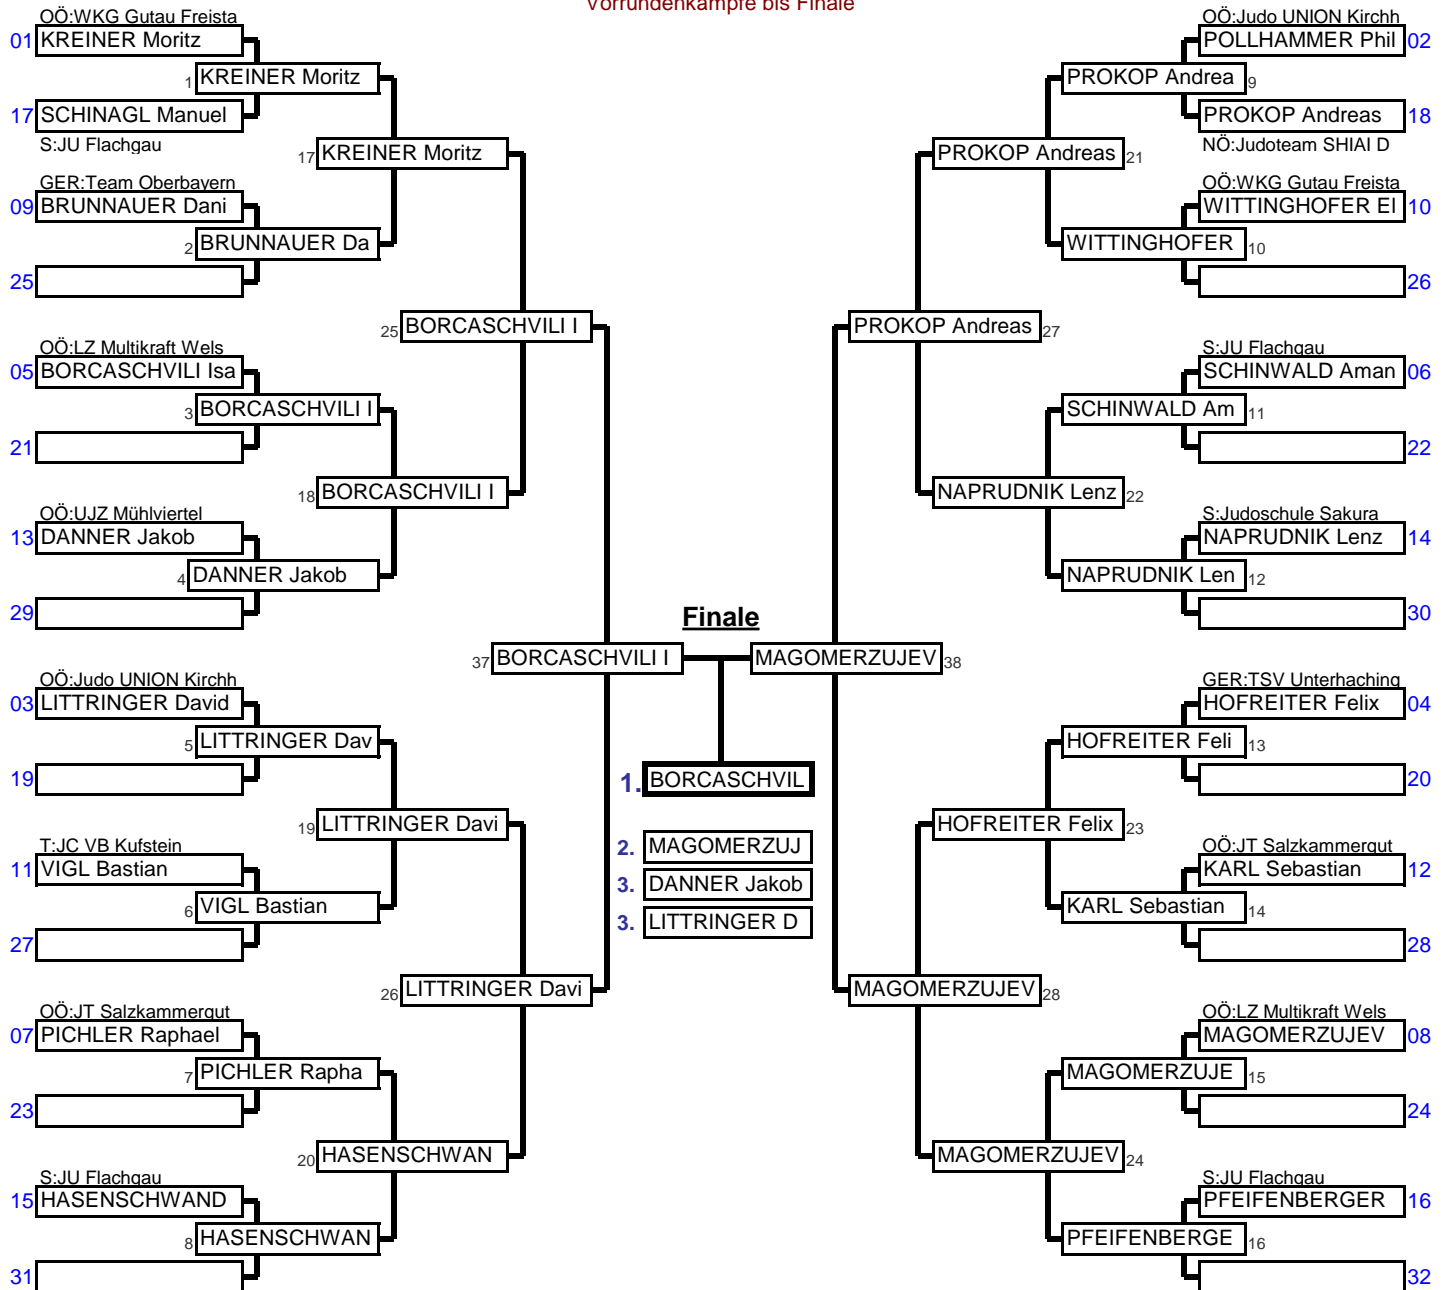 Vorrundenkämpfe bis Finale
OÖ:WKG Gutau Freista
01 KREINER Moritz
1 KREINER Moritz
17 SCHINAGL Manuel
S:JU Flachgau
17 KREINER Moritz
GER:Team Oberbayern
09 BRUNNAUER Dani
2 BRUNNAUER Da
25
25 BORCASCHVILI I
OÖ:LZ Multikraft Wels
05 BORCASCHVILI Isa
3 BORCASCHVILI I
21
18 BORCASCHVILI I
OÖ:UJZ Mühlviertel
13 DANNER Jakob
4 DANNER Jakob
29
37 BORCASCHVILI I
OÖ:Judo UNION Kirchh
03 LITTRINGER David
5 LITTRINGER Dav
19
19 LITTRINGER Davi
T:JC VB Kufstein
11 VIGL Bastian
6 VIGL Bastian
27
26 LITTRINGER Davi
OÖ:JT Salzkammergut
07 PICHLER Raphael
7 PICHLER Rapha
23
20 HASENSCHWAN
S:JU Flachgau
15 HASENSCHWAND
8 HASENSCHWAN
31
Finale
1. BORCASCHVIL
2. MAGOMERZUJ
3. DANNER Jakob
3. LITTRINGER D
OÖ:Judo UNION Kirchh
POLLHAMMER Phil 02
PROKOP Andrea 9
PROKOP Andreas 18
NÖ:Judoteam SHIAI D
PROKOP Andreas 21
OÖ:WKG Gutau Freista
WITTINGHOFER El 10
WITTINGHOFER 10
26
PROKOP Andreas 27
S:JU Flachgau
SCHINWALD Aman 06
SCHINWALD Am 11
22
NAPRUDNIK Lenz 22
S:Judoschule Sakura
NAPRUDNIK Lenz 14
NAPRUDNIK Len 12
30
MAGOMERZUJEV 38
GER:TSV Unterhaching
HOFREITER Felix 04
HOFREITER Feli 13
20
HOFREITER Felix 23
OÖ:JT Salzkammergut
KARL Sebastian 12
KARL Sebastian 14
28
MAGOMERZUJEV 28
OÖ:LZ Multikraft Wels
MAGOMERZUJEV 08
MAGOMERZUJE 15
24
MAGOMERZUJEV 24
S:JU Flachgau
PFEIFENBERGER 16
PFEIFENBERGE 16
32